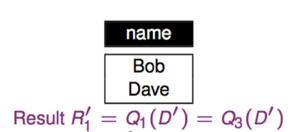 name
Bob
Dave
Result R′₁ = Q₁(D′) = Q₃(D′)